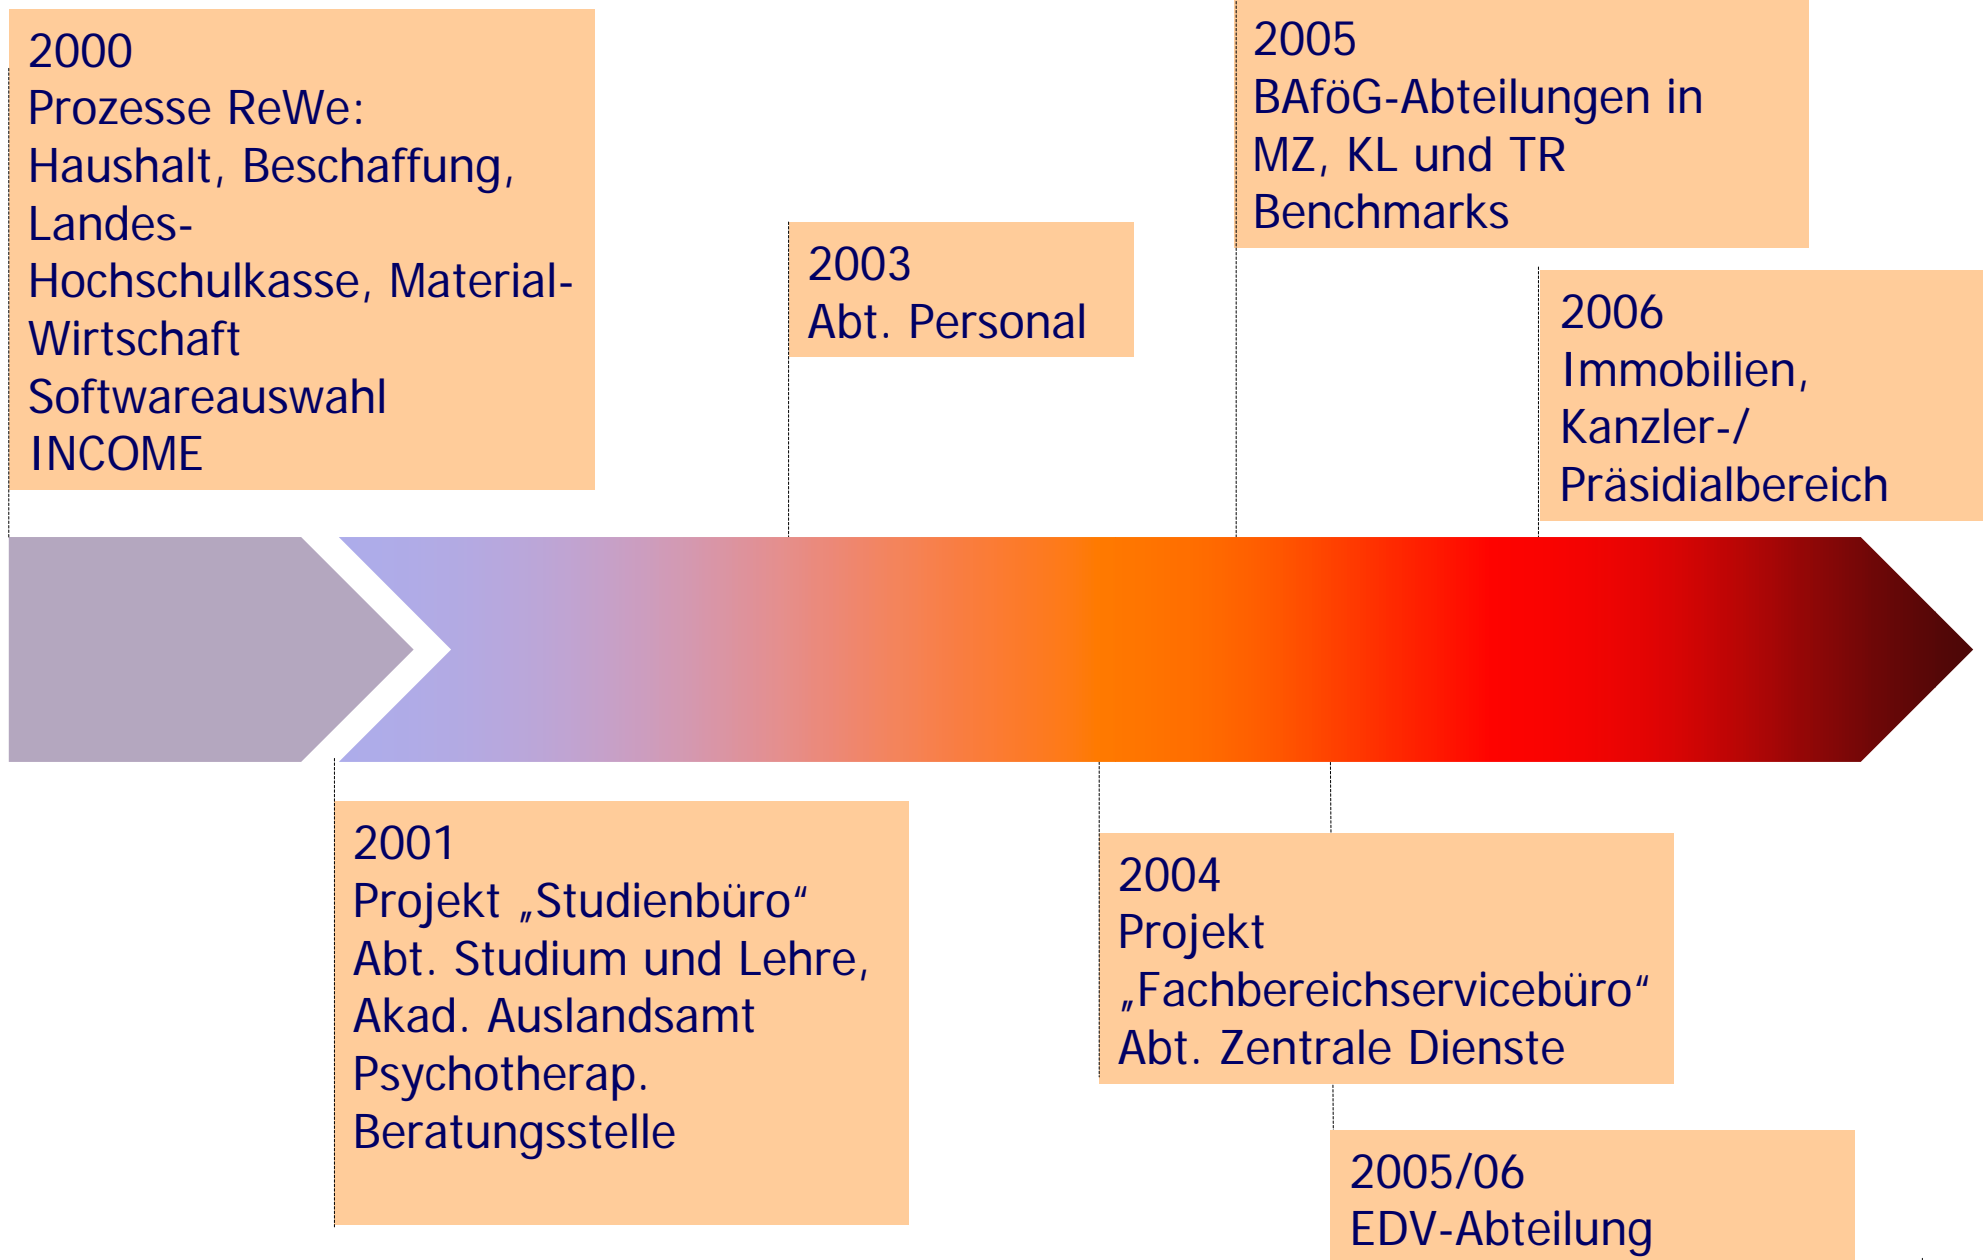 2000
Prozesse ReWe:
Haushalt, Beschaffung,
Landes-
Hochschulkasse, Material-
Wirtschaft
Softwareauswahl
INCOME
2003
Abt. Personal
2005
BAföG-Abteilungen in
MZ, KL und TR
Benchmarks
2006
Immobilien,
Kanzler-/
Präsidialbereich
2001
Projekt „Studienbüro“
Abt. Studium und Lehre,
Akad. Auslandsamt
Psychotherap.
Beratungsstelle
2004
Projekt
„Fachbereichservicebüro“
Abt. Zentrale Dienste
2005/06
EDV-Abteilung